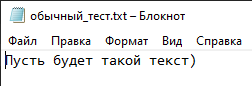 обычный_тест.txt – Блокнот
Файл Правка Формат Вид Справка
Пусть будет такой текст)